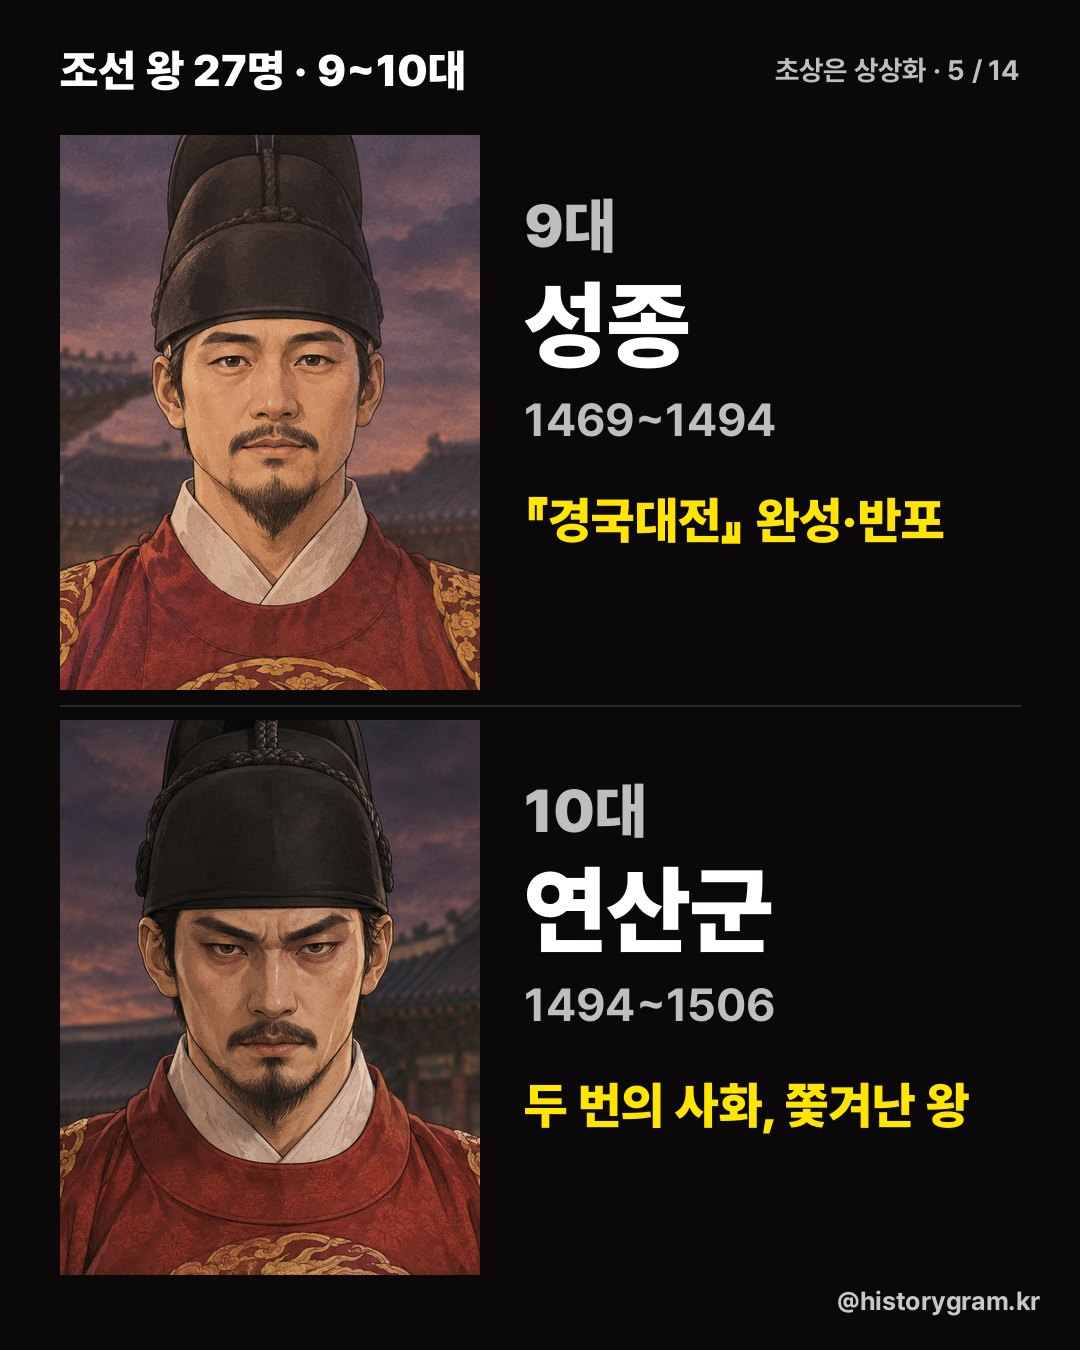 조선 왕 27명 · 9~10대
초상은 상상화 · 5 / 14
9대
성종
1469~1494
『경국대전』 완성·반포
10대
연산군
1494~1506
두 번의 사화, 쫓겨난 왕
@historygram.kr